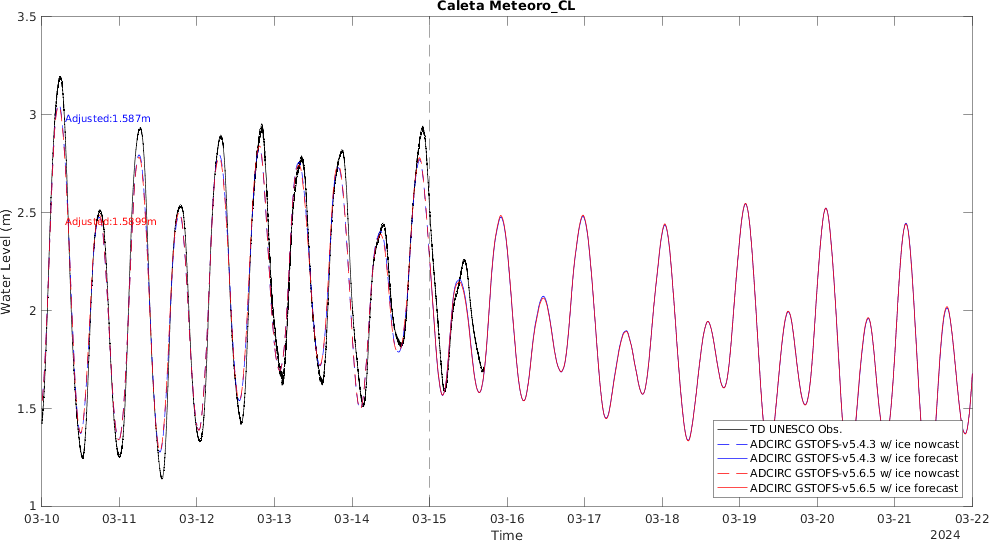 Caleta Meteoro_CL
3.5
3
2.5
2
1.5
1
Water Level (m)
Adjusted:1.587m
Adjusted:1.5899m
TD UNESCO Obs.
ADCIRC GSTOFS-v5.4.3 w/ ice nowcast
ADCIRC GSTOFS-v5.4.3 w/ ice forecast
ADCIRC GSTOFS-v5.6.5 w/ ice nowcast
ADCIRC GSTOFS-v5.6.5 w/ ice forecast
03-10 03-11 03-12 03-13 03-14 03-15 03-16 03-17 03-18 03-19 03-20 03-21 03-22
Time
2024